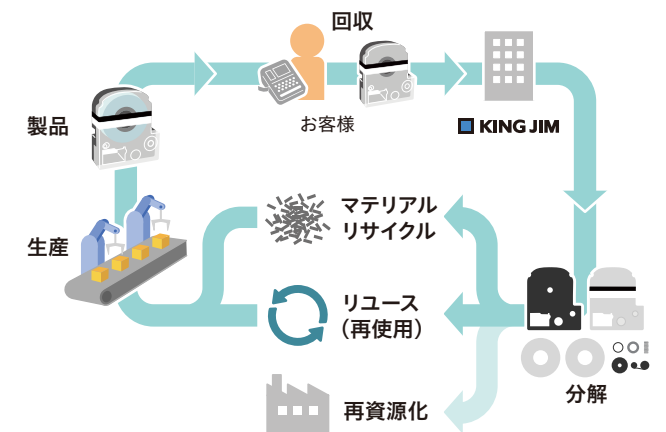 回収
製品
お客様
KING JIM
生産
マテリアル
リサイクル
リユース
（再使用）
分解
再資源化